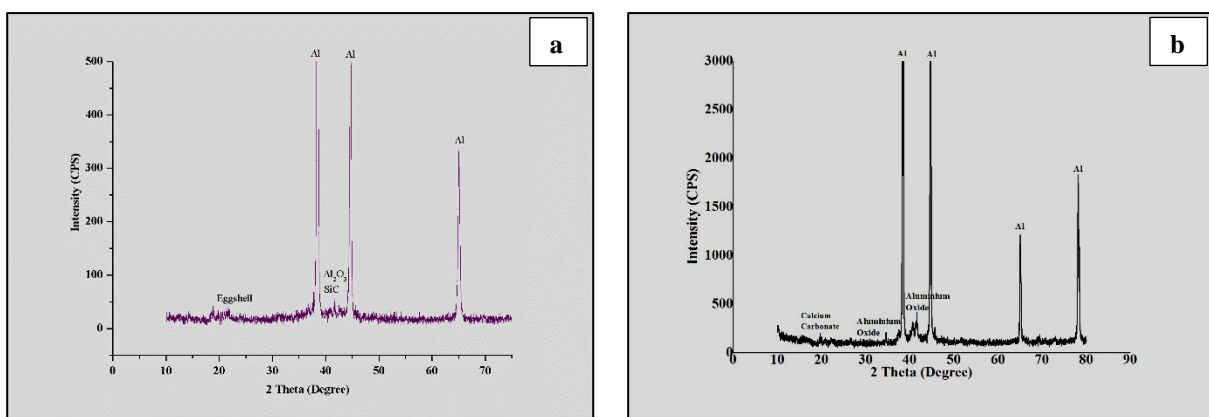 a
Al
Al
Al
Al₂O₃
SiC
Eggshell
500
400
300
200
100
0
0
10
20
30
40
50
60
70
Intensity (CPS)
2 Theta (Degree)
b
Al
Al
Al
Al
Aluminium
Oxide
Calcium
Carbonate
Aluminium
Oxide
3000
2500
2000
1500
1000
500
0
0
10
20
30
40
50
60
70
80
90
Intensity (CPS)
2 Theta (Degree)